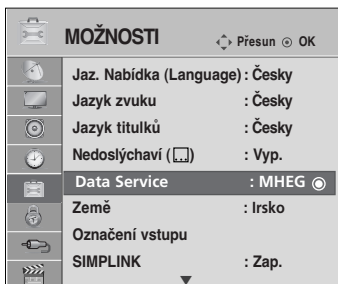 MOŽNOSTI Přesun OK
Jaz. Nabídka (Language) : Česky
Jazyk zvuku : Česky
Jazyk titulků : Česky
Nedoslýchaví ( ) : Vyp.
Data Service : MHEG
Země : Irsko
Označení vstupu
SIMPLINK : Zap.